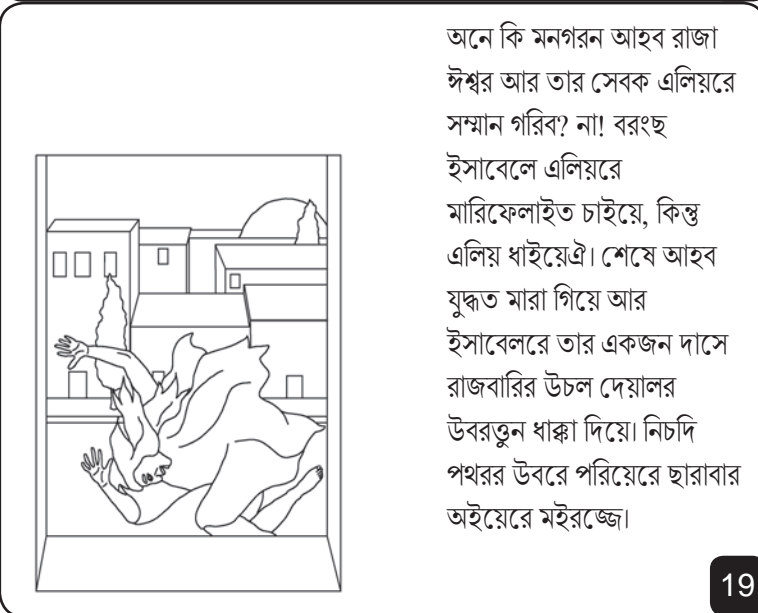 অনে কি মনগরন আহব রাজা
ঈশ্বর আর তার সেবক এলিয়রে
সম্মান গরিব? না! বরংছ
ইসাবেলে এলিয়রে
মারিফেলাইত চাইয়ে, কিন্তু
এলিয় ধাইয়েঐ। শেষে আহব
যুদ্ধত মারা গিয়ে আর
ইসাবেলরে তার একজন দাসে
রাজবারির উচল দেয়ালর
উবরত্তুন ধাক্কা দিয়ে। নিচদি
পথরর উবরে পরিয়েরে ছারাবার
অইয়েরে মইরজ্জে।
19